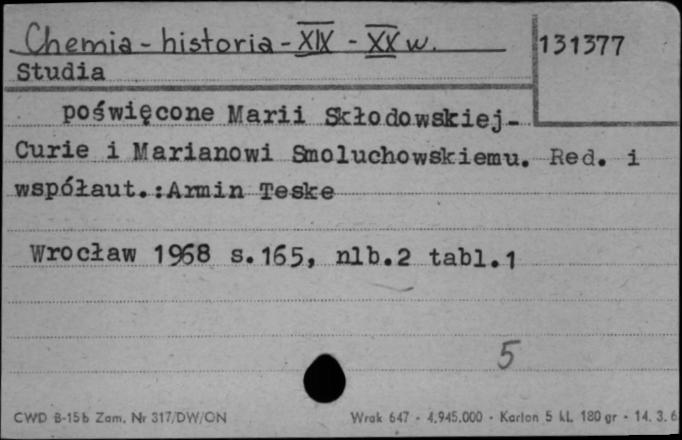 Chemia - historia - XIX - XX w.
131377
Studia
poświęcone Marii Skłodowskiej-
Curie i Marianowi Smoluchowskiemu. Red. i
współaut.:Armin Teske
Wrocław 1968 s.165, nlb.2 tabl.1
5
CWD B-15b Zam. Nr 317/DW/ON
Wrak 647 - 4.945.000 - Karton 5 kl. 180 gr - 14. 3. 6